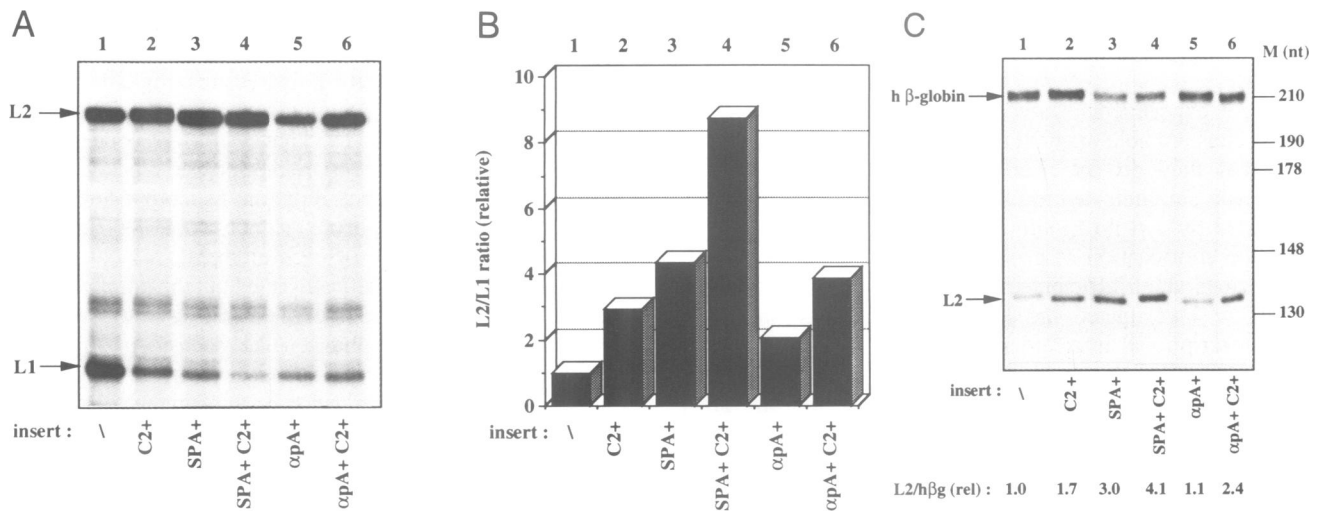 A
1 2 3 4 5 6
L2
L1
insert : \ C2+ SPA+ SPA+ C2+ αpA+ αpA+ C2+
B
1 2 3 4 5 6
L2/L1 ratio (relative)
10
8
6
4
2
0
insert : \ C2+ SPA+ SPA+ C2+ αpA+ αpA+ C2+
C
1 2 3 4 5 6 M (nt)
h β-globin 210
190
178
148
L2
130
insert : \ C2+ SPA+ SPA+ C2+ αpA+ αpA+ C2+
L2/hβg (rel) : 1.0 1.7 3.0 4.1 1.1 2.4